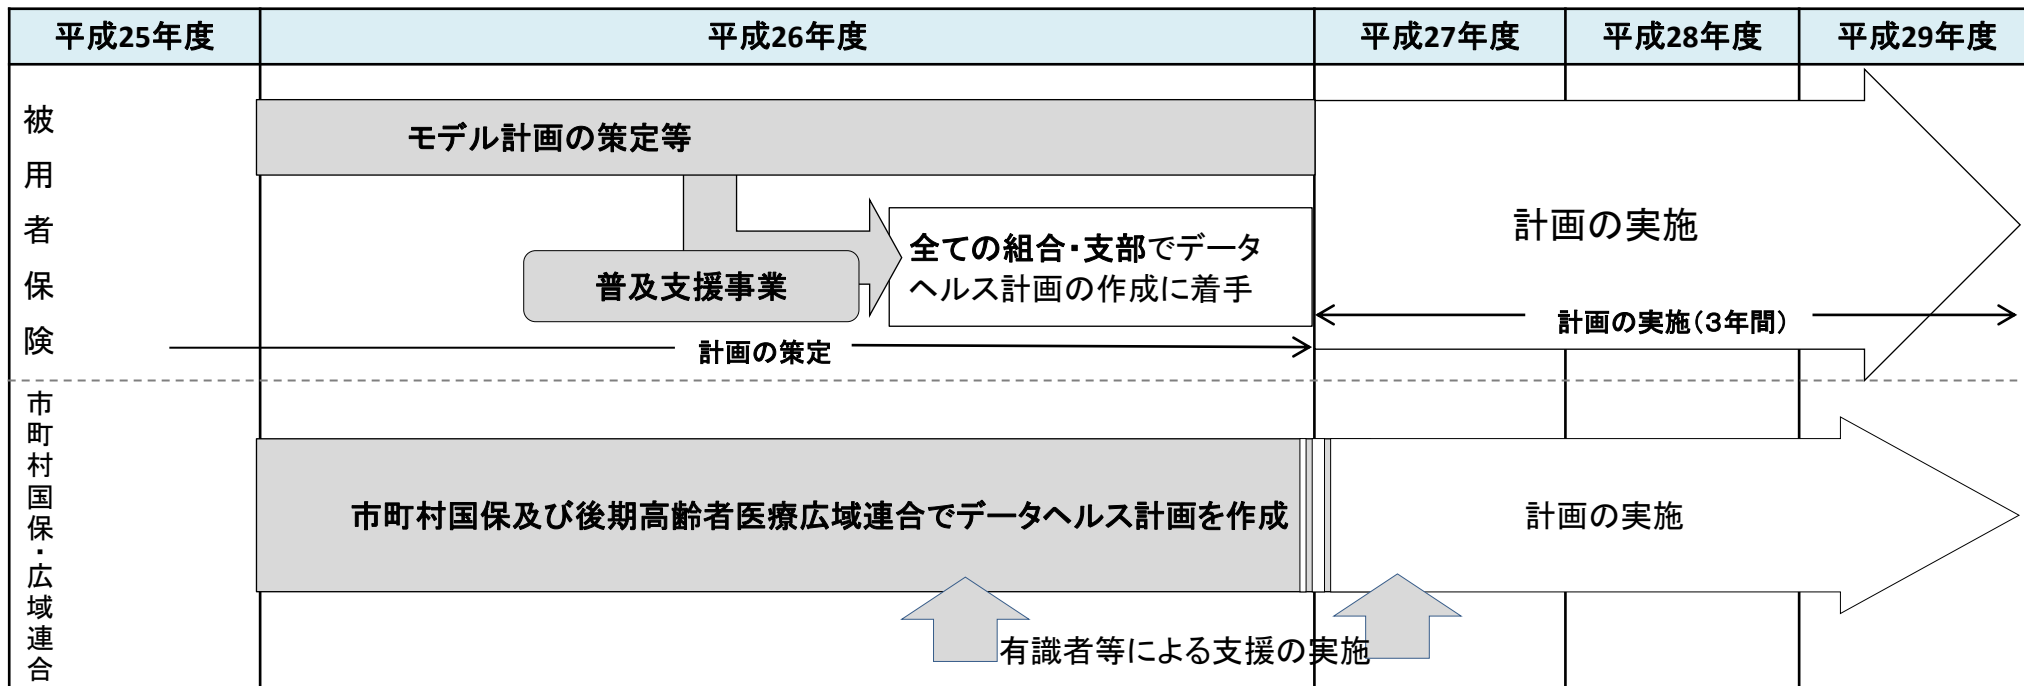 平成25年度
平成26年度
平成27年度
平成28年度
平成29年度
被用者保険
モデル計画の策定等
普及支援事業
全ての組合・支部でデータ
ヘルス計画の作成に着手
計画の実施
計画の実施(3年間)
計画の策定
市町村国保・広域連合
市町村国保及び後期高齢者医療広域連合でデータヘルス計画を作成
計画の実施
有識者等による支援の実施